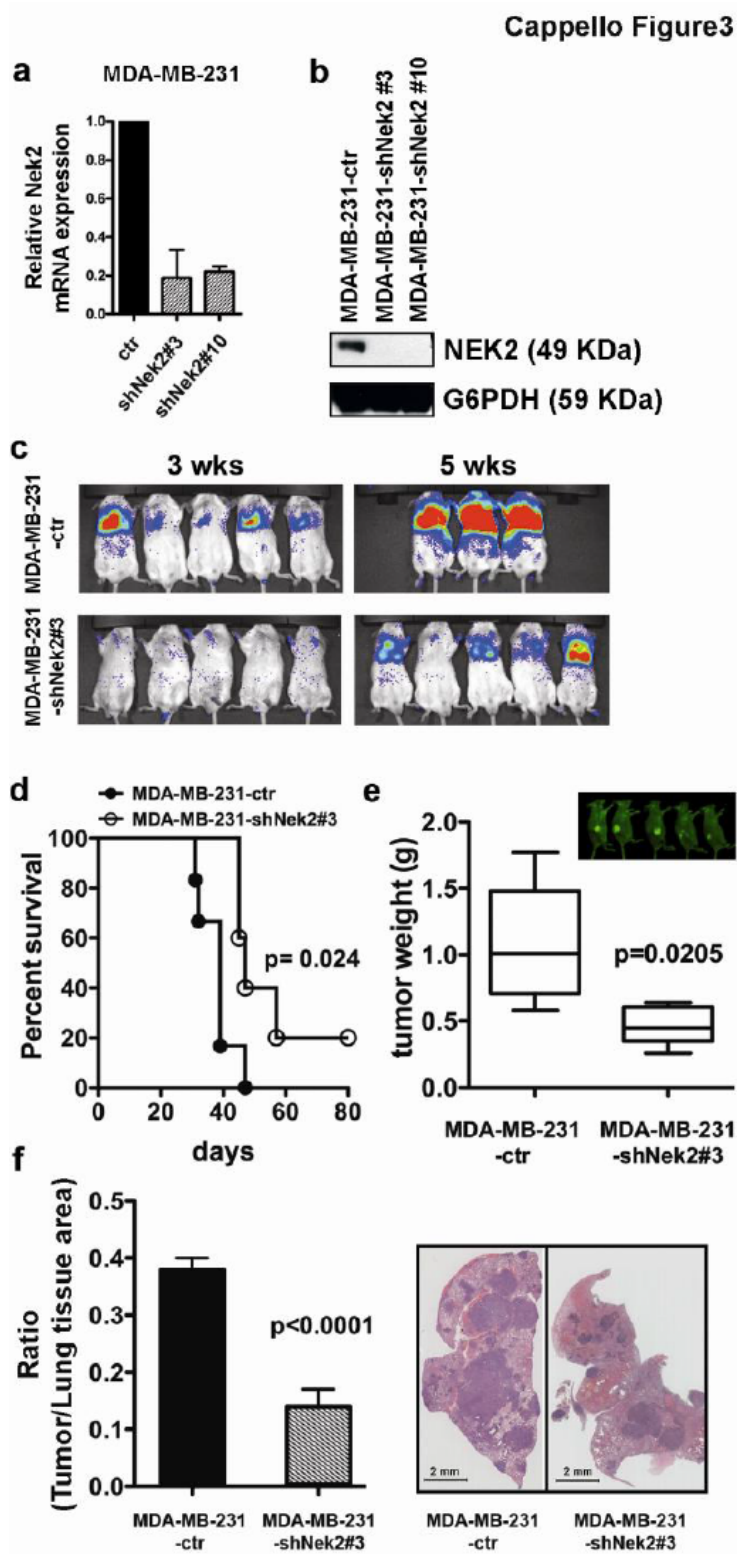 Cappello Figure3
a
MDA-MB-231
Relative Nek2
mRNA expression
1.0
0.8
0.6
0.4
0.2
0.0
ctr
shNek2#3
shNek2#10
b
MDA-MB-231-ctr
MDA-MB-231-shNek2 #3
MDA-MB-231-shNek2 #10
NEK2 (49 KDa)
G6PDH (59 KDa)
c
3 wks
5 wks
MDA-MB-231
-ctr
MDA-MB-231
-shNek2#3
d
MDA-MB-231-ctr
MDA-MB-231-shNek2#3
Percent survival
100
80
60
40
20
0
p= 0.024
0 20 40 60 80
days
e
tumor weight (g)
2.0
1.5
1.0
0.5
0.0
p=0.0205
MDA-MB-231
-ctr
MDA-MB-231
-shNek2#3
f
Ratio
(Tumor/Lung tissue area)
0.5
0.4
0.3
0.2
0.1
0.0
p<0.0001
MDA-MB-231
-ctr
MDA-MB-231
-shNek2#3
2 mm
2 mm
MDA-MB-231
-ctr
MDA-MB-231
-shNek2#3